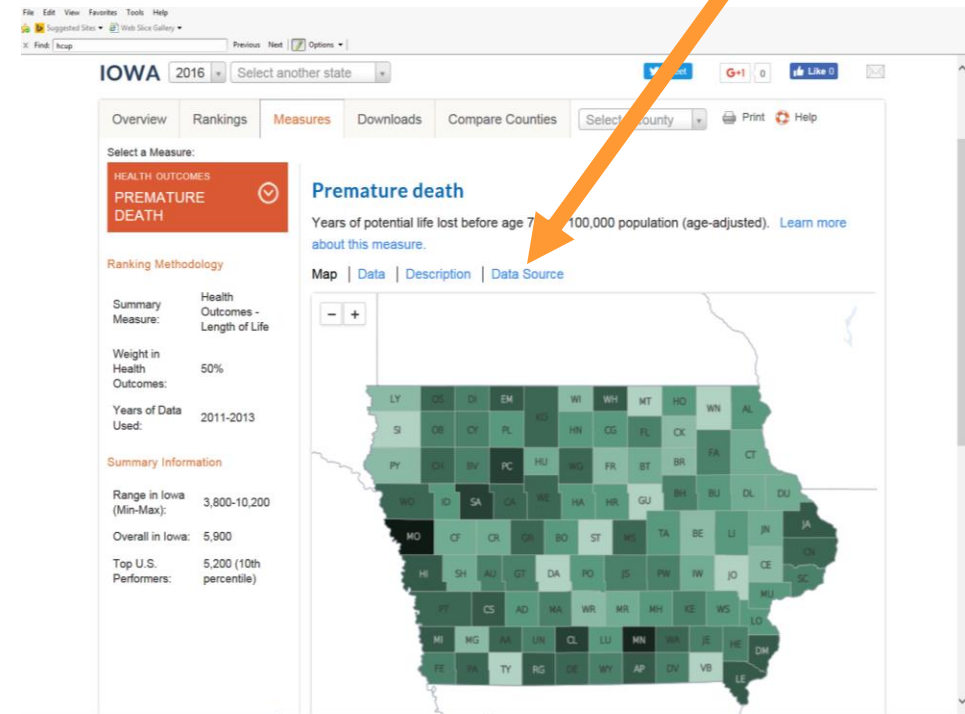 File Edit View Favorites Tools Help
Suggested Sites Web Slice Gallery
x Find: hcup Previous Next Options
IOWA 2016 Select another state G+1 0 Like 0
Overview Rankings Measures Downloads Compare Counties Print Help
Select a Measure:
HEALTH OUTCOMES
PREMATURE
DEATH
Premature death
Years of potential life lost before age 100,000 population (age-adjusted). Learn more
about this measure.
Map | Data | Description | Data Source
Ranking Methodology
Summary Measure: Health Outcomes - Length of Life
Weight in Health Outcomes: 50%
Years of Data Used: 2011-2013
Summary Information
Range in Iowa (Min-Max): 3,800-10,200
Overall in Iowa: 5,900
Top U.S. Performers: 5,200 (10th percentile)
− +
LY OS DI EM KO WI WH MT HO WN AL
SI OB CY PL HN CG FL CK
PY CH BV PC HU WG FR BT BR FA CT
WO ID SA CA WE HA HR GU BH BU DL DU
MO CF CR GR BO ST MS TA BE LI JN JA
CN
HI SH AU GT DA PO JS PW IW JO CE SC
MU
PT CS AD MA WR MR MH KE WS LO
MI MG AA UN CL LU MN WA JE HE DM
FE PA TY RG DE WY AP DV VB LE